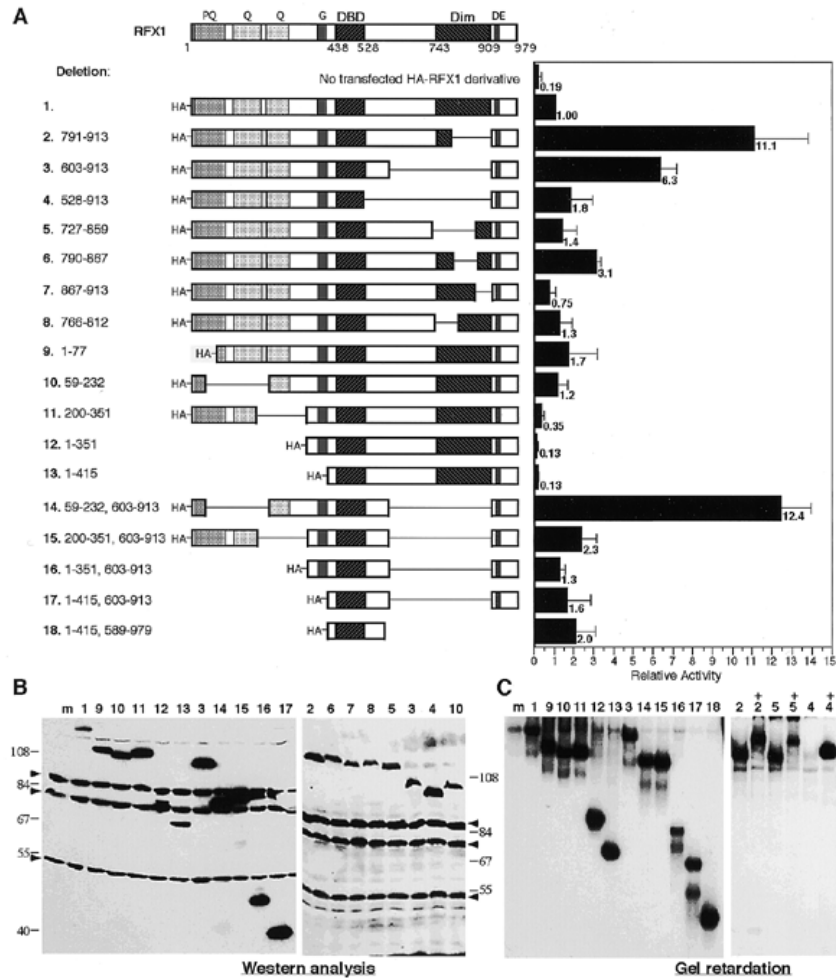 A
PQ Q Q G DBD Dim DE
RFX1
1 438 528 743 909 979
Deletion:
No transfected HA-RFX1 derivative
0.19
1. HA 1.00
2. 791-913 HA 11.1
3. 603-913 HA 6.3
4. 528-913 HA 1.8
5. 727-859 HA 1.4
6. 790-867 HA 3.1
7. 867-913 HA 0.75
8. 766-812 HA 1.3
9. 1-77 HA 1.7
10. 59-232 HA 1.2
11. 200-351 HA 0.35
12. 1-351 HA 0.13
13. 1-415 HA 0.13
14. 59-232, 603-913 HA 12.4
15. 200-351, 603-913 HA 2.3
16. 1-351, 603-913 HA 1.3
17. 1-415, 603-913 HA 1.6
18. 1-415, 589-979 HA 2.0
0 1 2 3 4 5 6 7 8 9 10 11 12 13 14 15
Relative Activity
B
m 1 9 10 11 12 13 3 14 15 16 17
2 6 7 8 5 3 4 10
108
84
67
55
40
108
84
67
55
Western analysis
C
+ + +
m 1 9 10 11 12 13 3 14 15 16 17 18
2 2 5 5 4 4
Gel retardation